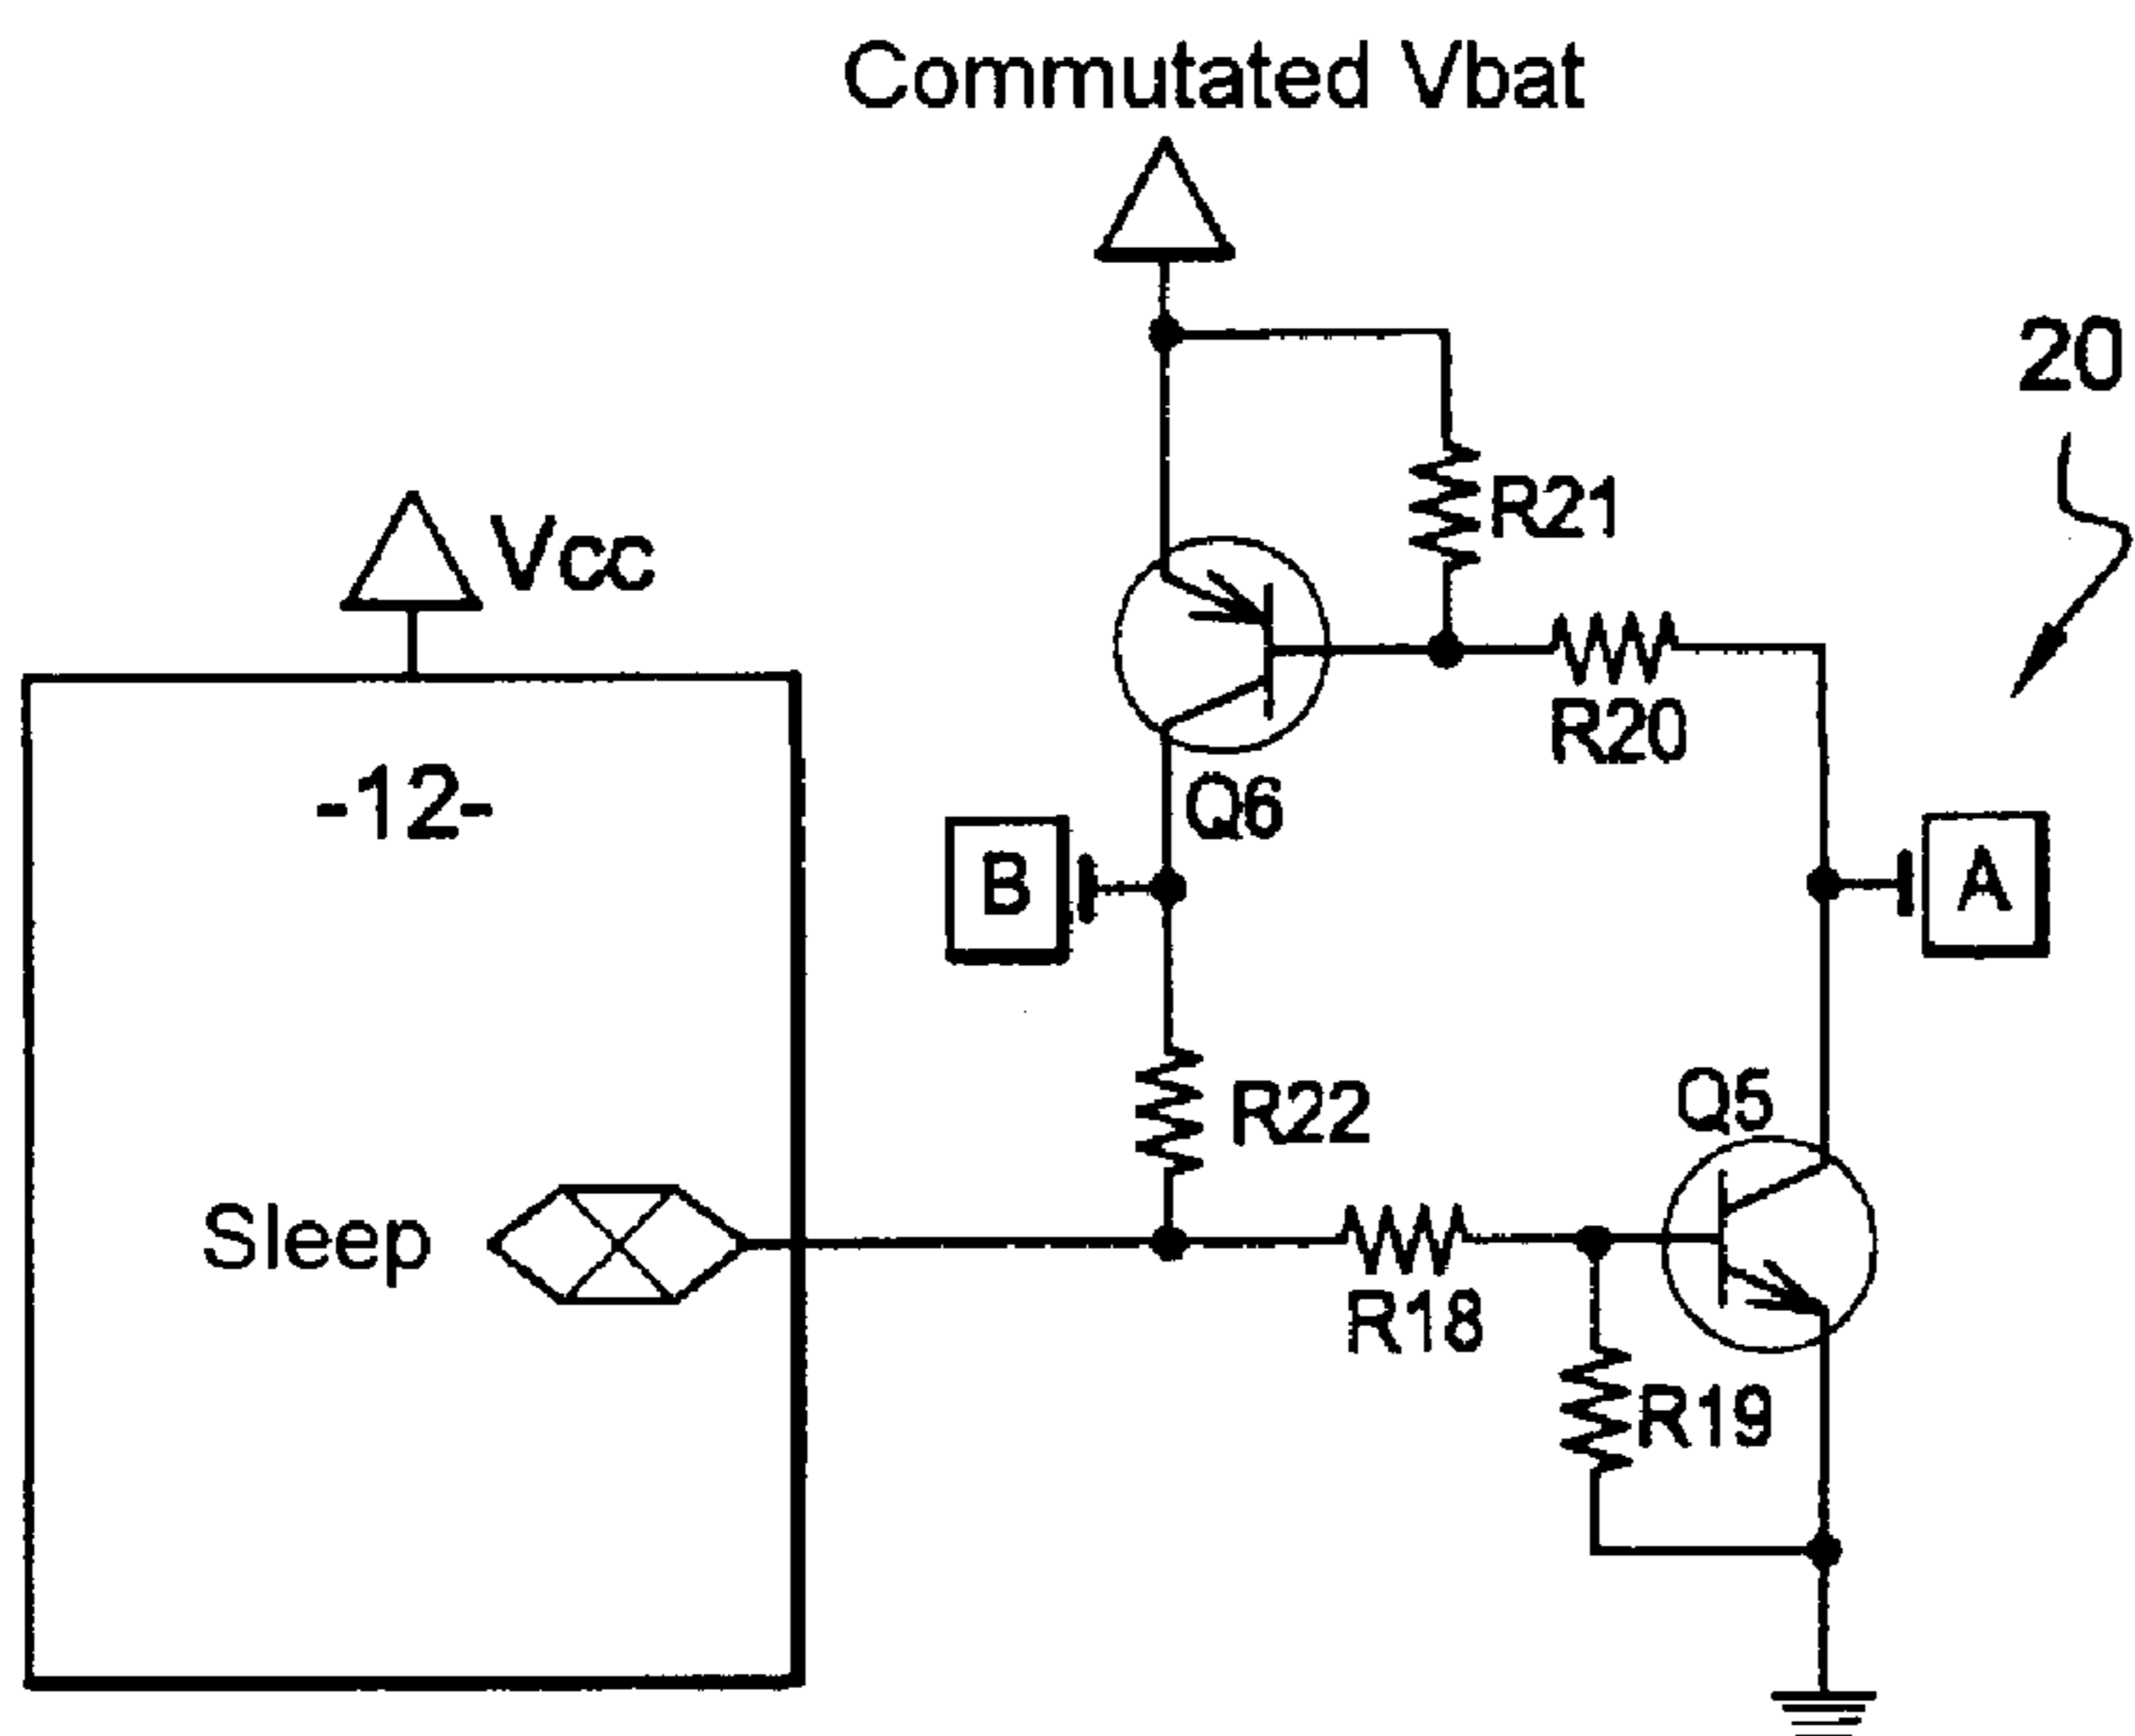 Commutated Vbat
20
R21
Vcc
R20
-12-
Q6
B
A
Q5
R22
Sleep
R18
R19